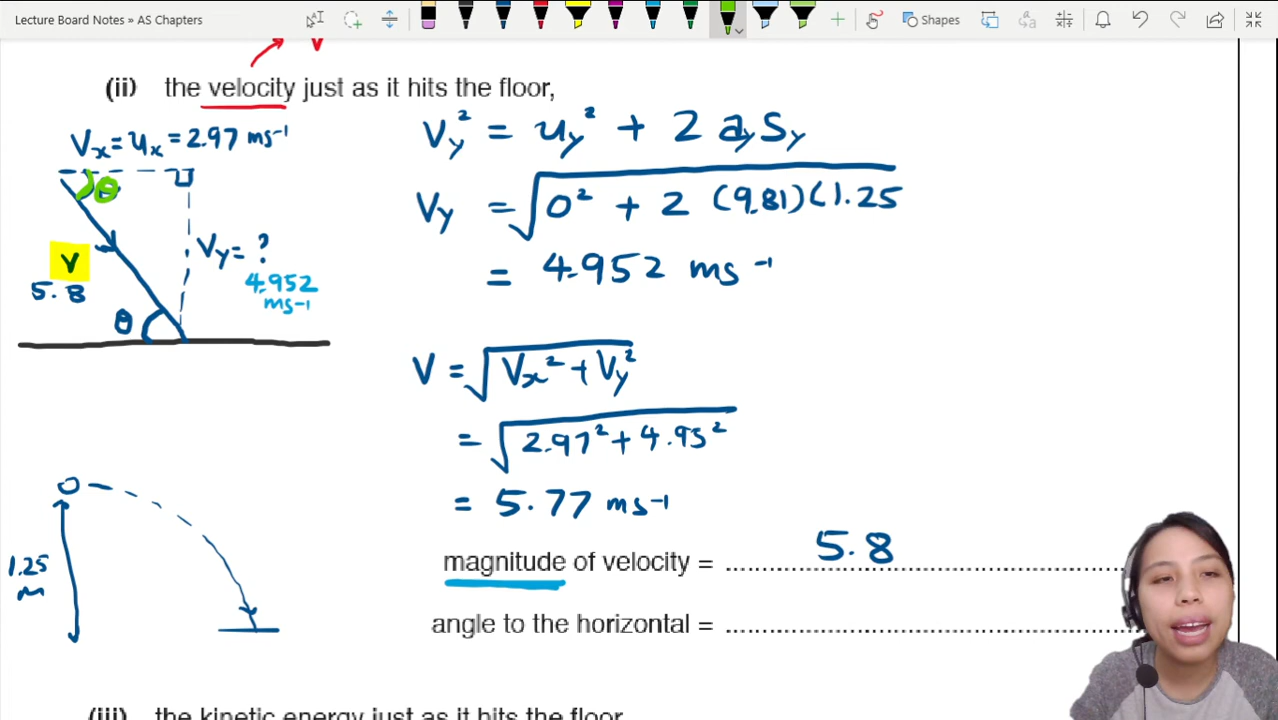 Lecture Board Notes » AS Chapters
Shapes
V
(ii) the velocity just as it hits the floor,
Vx = ux = 2.97 ms⁻¹
θ
V
5.8
Vy = ?
4.952
ms⁻¹
θ
Vy² = uy² + 2 ay Sy
Vy = √0² + 2 (9.81)(1.25
= 4.952 ms⁻¹
V = √Vx² + Vy²
= √2.97² + 4.95²
= 5.77 ms⁻¹
1.25
m
magnitude of velocity = 5.8
angle to the horizontal =
(iii) the kinetic energy just as it hits the floor